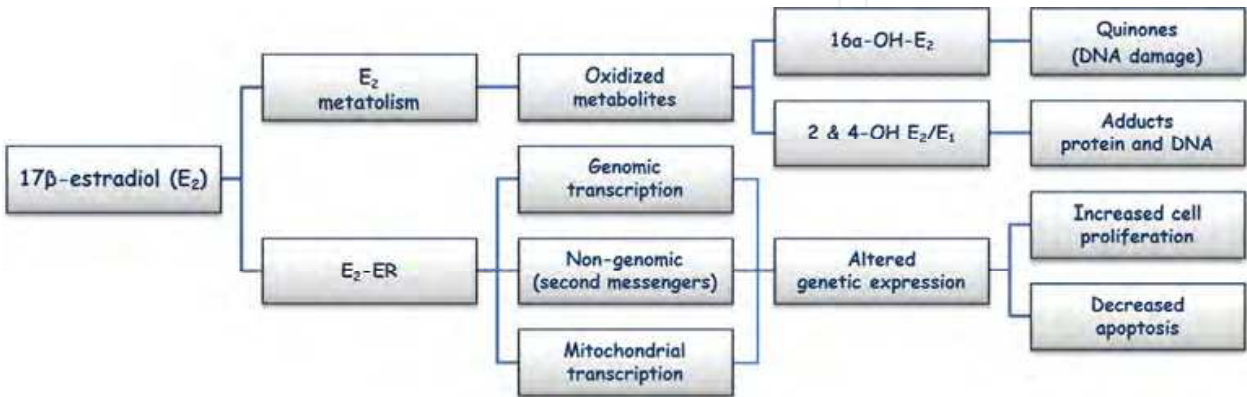 17β-estradiol (E₂)
E₂
metatolism
Oxidized
metabolites
16α-OH-E₂
Quinones
(DNA damage)
2 & 4-OH E₂/E₁
Adducts
protein and DNA
E₂-ER
Genomic
transcription
Non-genomic
(second messengers)
Mitochondrial
transcription
Altered
genetic expression
Increased cell
proliferation
Decreased
apoptosis